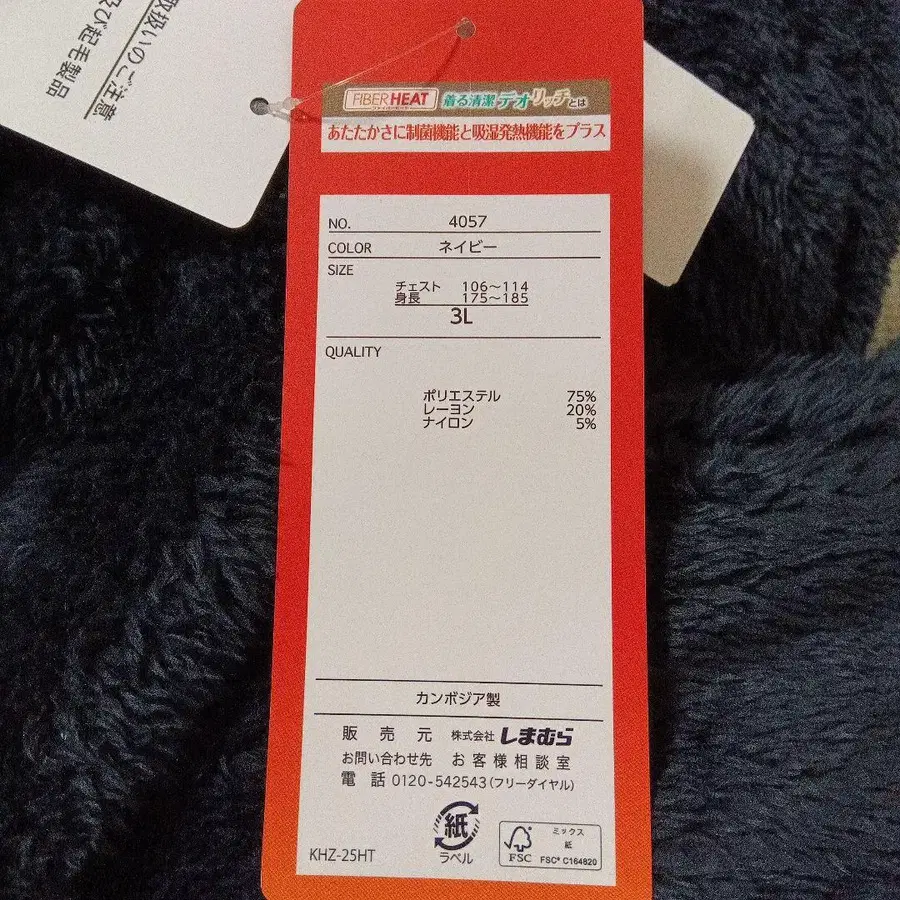 取扱いのご注意
及び起毛製品
FIBER HEAT 着る清潔 デオリッチとは
あたたかさに制菌機能と吸湿発熱機能をプラス
NO. 4057
COLOR ネイビー
SIZE
チェスト 106～114
身長 175～185
3L
QUALITY
ポリエステル 75%
レーヨン 20%
ナイロン 5%
カンボジア製
販売元 株式会社 しまむら
お問い合わせ先 お客様相談室
電話 0120-542543(フリーダイヤル)
紙
ラベル
KHZ-25HT
FSC
ミックス
紙
FSC® C164820